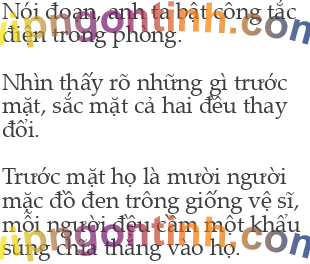 Nói đoạn, anh ta bật công tắc
điện trong phòng.
Nhìn thấy rõ những gì trước
mặt, sắc mặt cả hai đều thay
đổi.
Trước mặt họ là mười người
mặc đồ đen trông giống vệ sĩ,
mỗi người đều cầm một khẩu
súng chĩa thẳng vào họ.
vipngontinh.com
vipngontinh.com